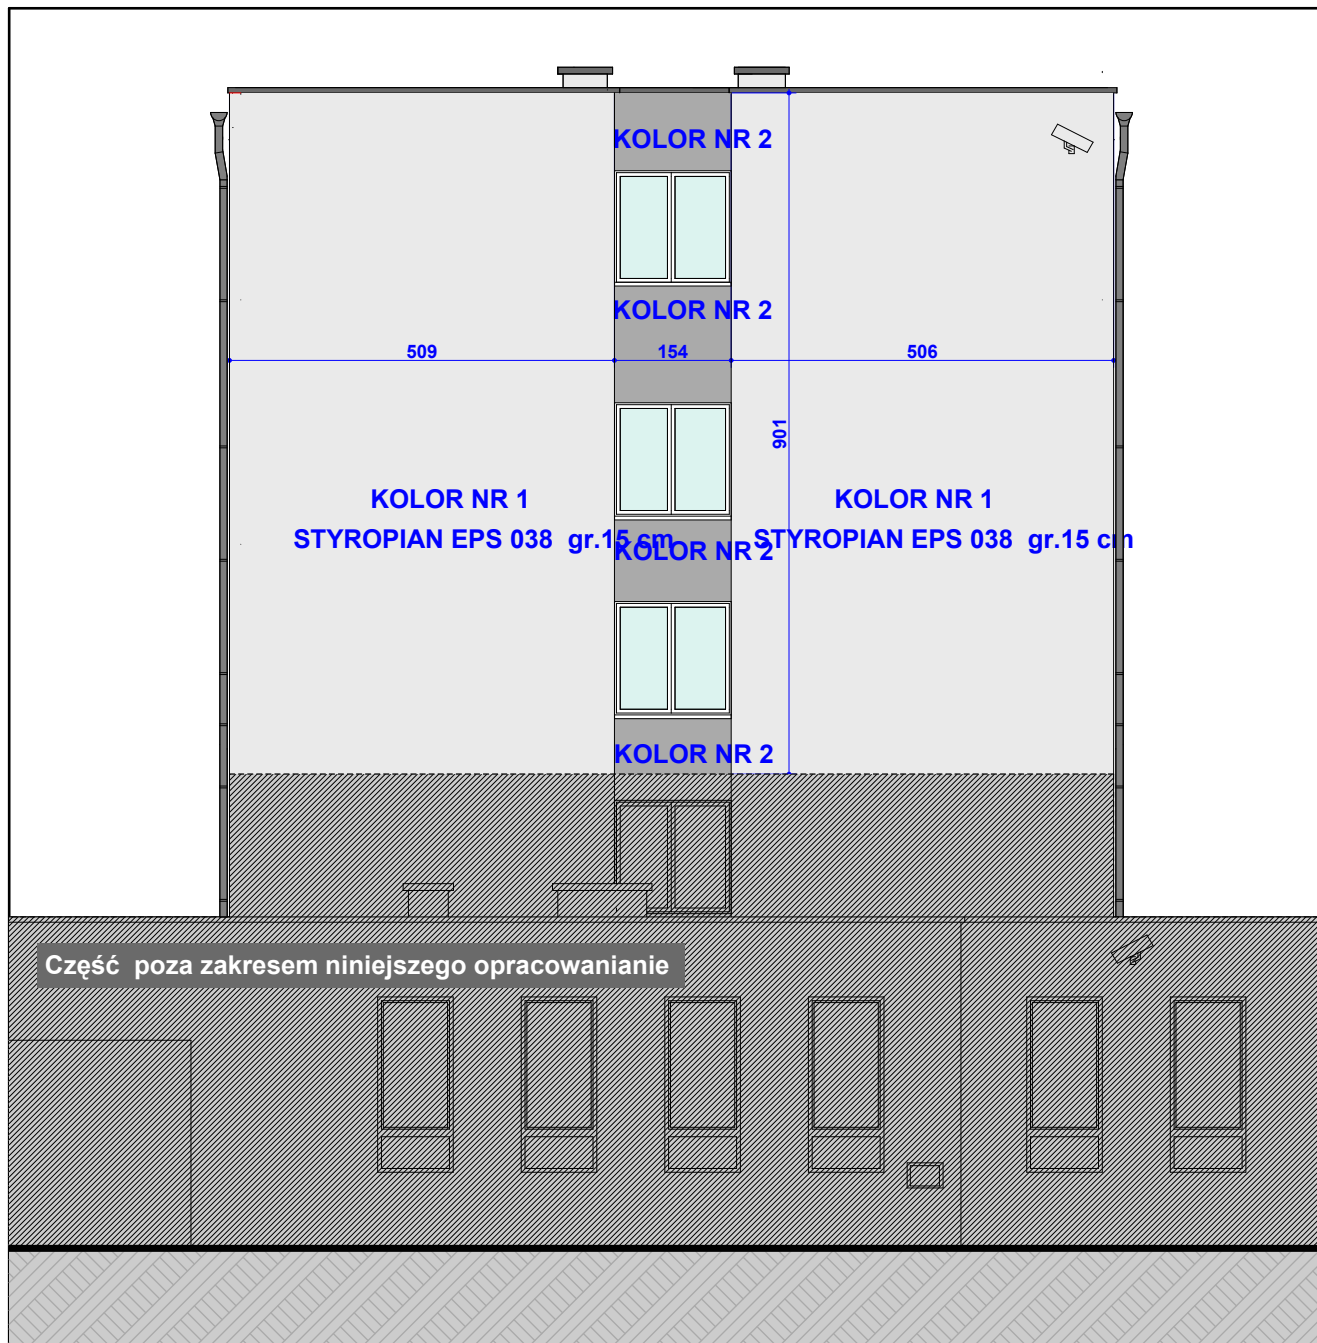 KOLOR NR 2
KOLOR NR 2
509
154
506
901
KOLOR NR 1
STYROPIAN EPS 038 gr.15 cm
KOLOR NR 1
STYROPIAN EPS 038 gr.15 cm
KOLOR NR 2
KOLOR NR 2
Część poza zakresem niniejszego opracowanianie